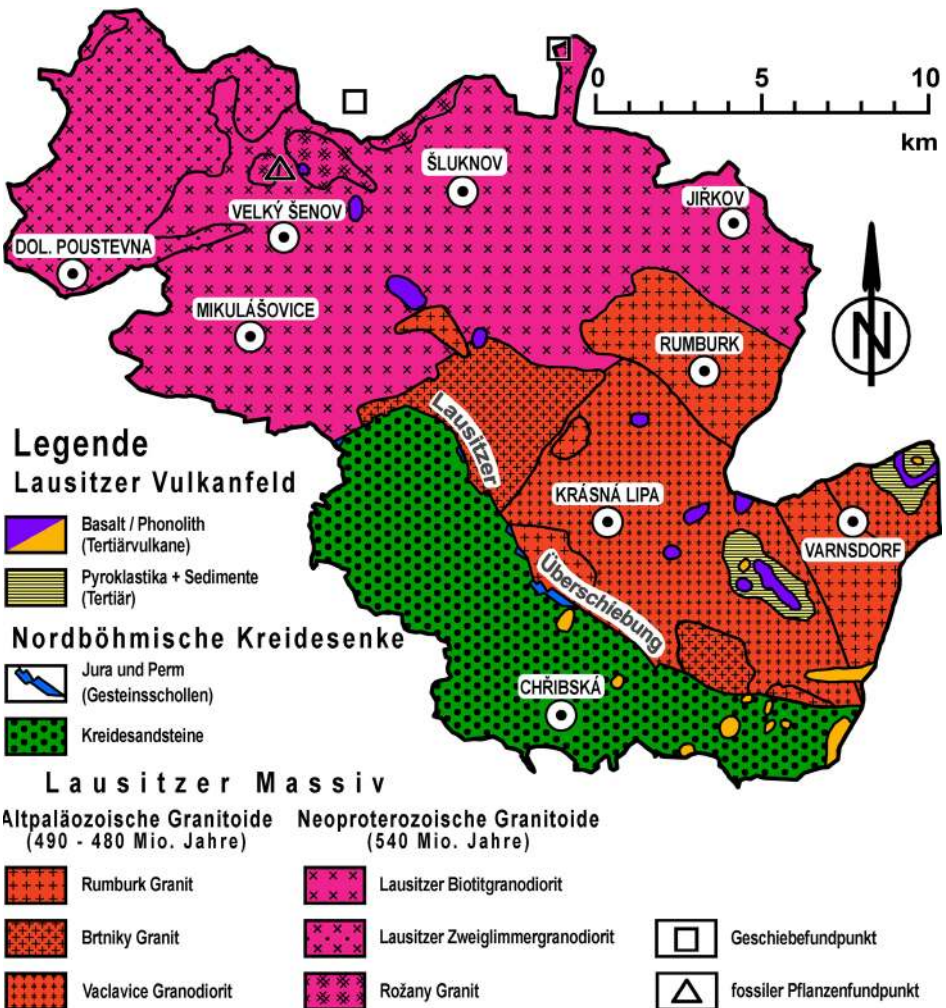 0 5 10
km
ŠLUKNOV
JIŘKOV
VELKÝ ŠENOV
DOL. POUSTEVNA
N
MIKULÁŠOVICE
RUMBURK
Lausitzer
Legende
Lausitzer Vulkanfeld
KRÁSNÁ LIPA
VARNSDORF
Basalt / Phonolith
(Tertiärvulkane)
Pyroklastika + Sedimente
(Tertiär)
Überschiebung
Nordböhmische Kreidesenke
Jura und Perm
(Gesteinsschollen)
CHŘIBSKÁ
Kreidesandsteine
Lausitzer Massiv
Altpaläozoische Granitoide
(490 - 480 Mio. Jahre)
Neoproterozoische Granitoide
(540 Mio. Jahre)
Rumburk Granit
Lausitzer Biotitgranodiorit
Brtniky Granit
Lausitzer Zweiglimmergranodiorit
Geschiebefundpunkt
Vaclavice Granodiorit
Rožany Granit
fossiler Pflanzenfundpunkt